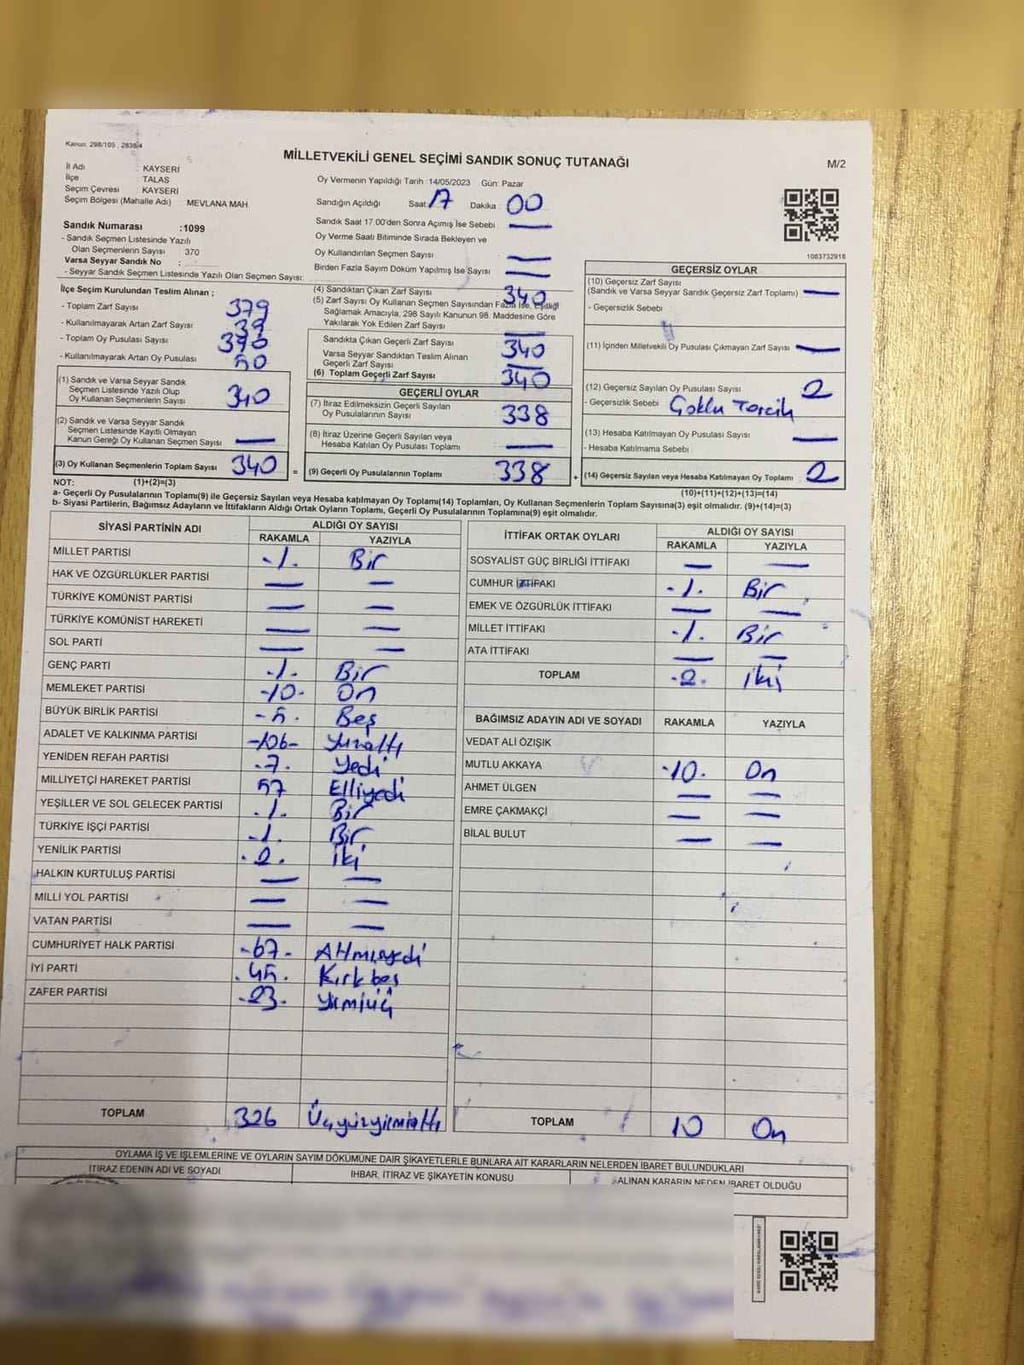 Kanun: 298/105 , 2839/4
MİLLETVEKİLİ GENEL SEÇİMİ SANDIK SONUÇ TUTANAĞI
M/2
İl Adı : KAYSERİ
İlçe : TALAS
Seçim Çevresi : KAYSERİ
Seçim Bölgesi (Mahalle Adı) MEVLANA MAH.
Oy Vermenin Yapıldığı Tarih :14/05/2023 Gün: Pazar
Sandığın Açıldığı Saat: 17 Dakika: 00
Sandık Saat 17.00'den Sonra Açılmış İse Sebebi : —
Oy Verme Saati Bitiminde Sırada Bekleyen ve
Oy Kullandırılan Seçmen Sayısı : —
Birden Fazla Sayım Döküm Yapılmış İse Sayısı : —
Sandık Numarası :1099
- Sandık Seçmen Listesinde Yazılı
Olan Seçmenlerin Sayısı : 370
Varsa Seyyar Sandık No :
- Seyyar Sandık Seçmen Listesinde Yazılı Olan Seçmen Sayısı:
1083732918
İlçe Seçim Kurulundan Teslim Alınan ;
- Toplam Zarf Sayısı : 379
- Kullanılmayarak Artan Zarf Sayısı : 39
- Toplam Oy Pusulası Sayısı : 390
- Kullanılmayarak Artan Oy Pusulası : 50
(1) Sandık ve Varsa Seyyar Sandık
Seçmen Listesinde Yazılı Olup
Oy Kullanan Seçmenlerin Sayısı : 340
(2) Sandık ve Varsa Seyyar Sandık
Seçmen Listesinde Kayıtlı Olmayan
Kanun Gereği Oy Kullanan Seçmen Sayısı : —
(3) Oy Kullanan Seçmenlerin Toplam Sayısı : 340 =
(4) Sandıktan Çıkan Zarf Sayısı : 340
(5) Zarf Sayısı Oy Kullanan Seçmen Sayısından Fazla İse, Eşitliği
Sağlamak Amacıyla, 298 Sayılı Kanunun 98. Maddesine Göre
Yakılarak Yok Edilen Zarf Sayısı : —
Sandıkta Çıkan Geçerli Zarf Sayısı : 340
Varsa Seyyar Sandıktan Teslim Alınan
Geçerli Zarf Sayısı : —
(6) Toplam Geçerli Zarf Sayısı : 340
GEÇERLİ OYLAR
(7) İtiraz Edilmeksizin Geçerli Sayılan
Oy Pusulalarının Sayısı : 338
(8) İtiraz Üzerine Geçerli Sayılan veya
Hesaba Katılan Oy Pusulası Toplamı : —
(9) Geçerli Oy Pusulalarının Toplamı : 338 +
GEÇERSİZ OYLAR
(10) Geçersiz Zarf Sayısı :
(Sandık ve Varsa Seyyar Sandık Geçersiz Zarf Toplamı) —
- Geçersizlik Sebebi :
(11) İçinden Milletvekili Oy Pusulası Çıkmayan Zarf Sayısı : —
(12) Geçersiz Sayılan Oy Pusulası Sayısı : 2
- Geçersizlik Sebebi : Çoklu Tercih
(13) Hesaba Katılmayan Oy Pusulası Sayısı : —
- Hesaba Katılmama Sebebi :
(14) Geçersiz Sayılan veya Hesaba Katılmayan Oy Toplamı : 2
NOT: (1)+(2)=(3) (10)+(11)+(12)+(13)=(14)
a- Geçerli Oy Pusulalarının Toplamı(9) ile Geçersiz Sayılan veya Hesaba katılmayan Oy Toplamı(14) Toplamları, Oy Kullanan Seçmenlerin Toplam Sayısına(3) eşit olmalıdır. (9)+(14)=(3)
b- Siyasi Partilerin, Bağımsız Adayların ve İttifakların Aldığı Ortak Oyların Toplamı, Geçerli Oy Pusulalarının Toplamına(9) eşit olmalıdır.
SİYASİ PARTİNİN ADI ALDIĞI OY SAYISI
RAKAMLA YAZIYLA
MİLLET PARTİSİ -1. Bir
HAK VE ÖZGÜRLÜKLER PARTİSİ — —
TÜRKİYE KOMÜNİST PARTİSİ — —
TÜRKİYE KOMÜNİST HAREKETİ — —
SOL PARTİ — —
GENÇ PARTİ -1. Bir
MEMLEKET PARTİSİ -10- On
BÜYÜK BİRLİK PARTİSİ -5. Beş
ADALET VE KALKINMA PARTİSİ -106- Yüzaltı
YENİDEN REFAH PARTİSİ .7. Yedi
MİLLİYETÇİ HAREKET PARTİSİ 57 Elliyedi
YEŞİLLER VE SOL GELECEK PARTİSİ .1. Bir
TÜRKİYE İŞÇİ PARTİSİ -1. Bir
YENİLİK PARTİSİ .2. İki
HALKIN KURTULUŞ PARTİSİ — —
MİLLİ YOL PARTİSİ — —
VATAN PARTİSİ — —
CUMHURİYET HALK PARTİSİ -67- Altmışyedi
İYİ PARTİ .45. Kırkbeş
ZAFER PARTİSİ -23. Yirmiüç
TOPLAM 326 Üçyüzyirmialtı
İTTİFAK ORTAK OYLARI ALDIĞI OY SAYISI
RAKAMLA YAZIYLA
SOSYALİST GÜÇ BİRLİĞİ İTTİFAKI — —
CUMHUR İTTİFAKI -1. Bir
EMEK VE ÖZGÜRLÜK İTTİFAKI — —
MİLLET İTTİFAKI -1. Bir
ATA İTTİFAKI — —
TOPLAM -2. iki
BAĞIMSIZ ADAYIN ADI VE SOYADI RAKAMLA YAZIYLA
VEDAT ALİ ÖZIŞIK
MUTLU AKKAYA -10. On
AHMET ÜLGEN — —
EMRE ÇAKMAKÇİ — —
BİLAL BULUT — —
TOPLAM 10 On
OYLAMA İŞ VE İŞLEMLERİNE VE OYLARIN SAYIM DÖKÜMÜNE DAİR ŞİKAYETLERLE BUNLARA AİT KARARLARIN NELERDEN İBARET BULUNDUKLARI
İTİRAZ EDENİN ADI VE SOYADI İHBAR, İTİRAZ VE ŞİKAYETİN KONUSU ALINAN KARARIN NEDEN İBARET OLDUĞU